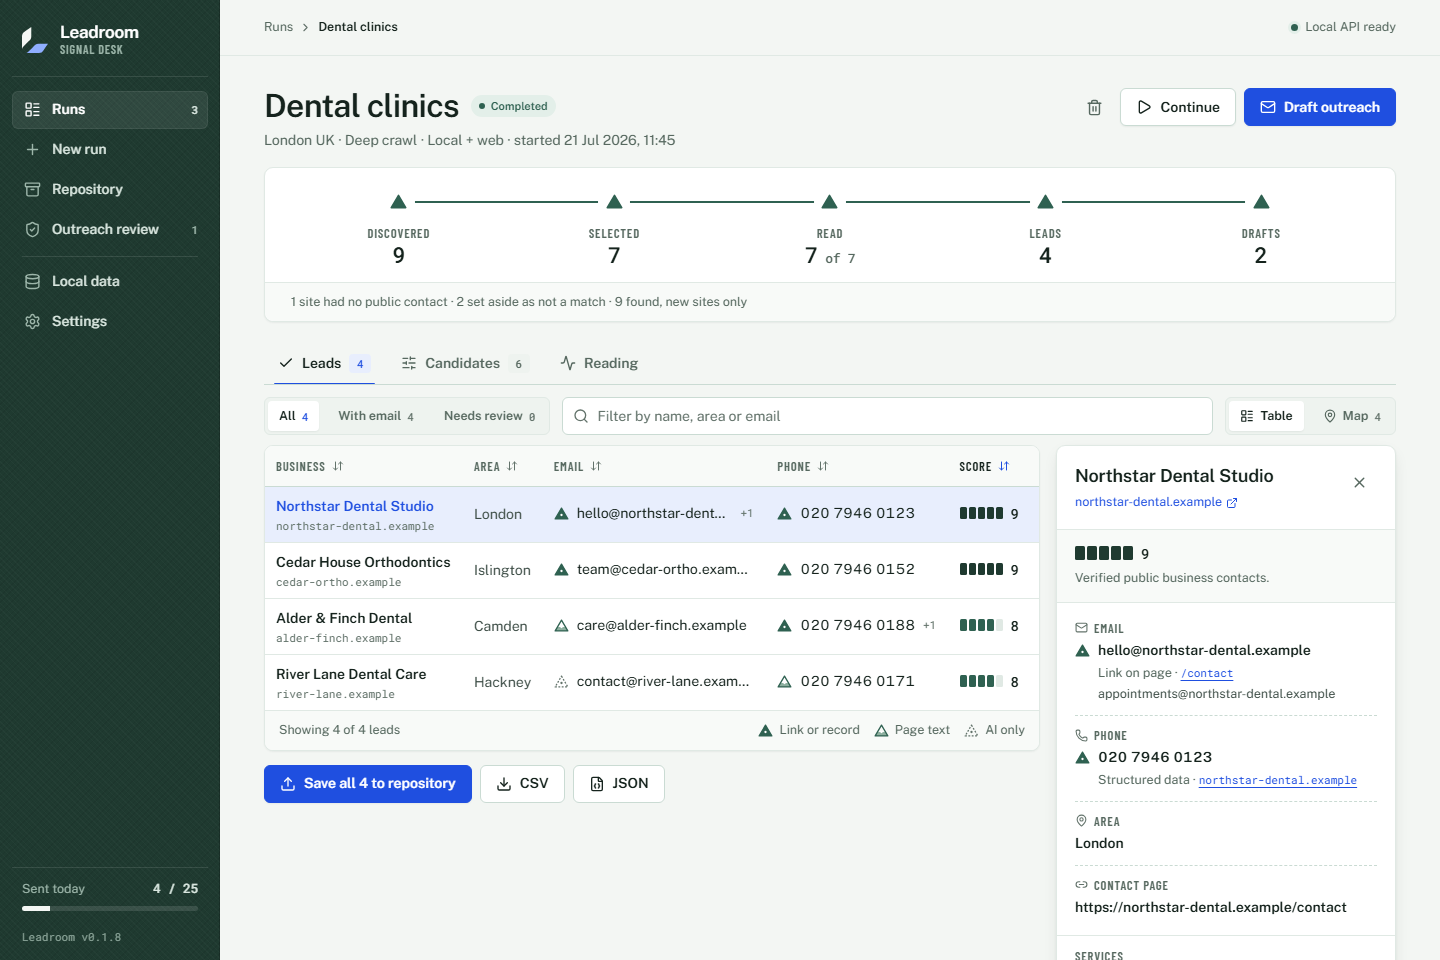 Leadroom
SIGNAL DESK
Runs 3
New run
Repository
Outreach review 1
Local data
Settings
Sent today 4 / 25
Leadroom v0.1.8
Runs > Dental clinics
Local API ready
Dental clinics
Completed
London UK · Deep crawl · Local + web · started 21 Jul 2026, 11:45
Continue
Draft outreach
DISCOVERED
9
SELECTED
7
READ
7 of 7
LEADS
4
DRAFTS
2
1 site had no public contact · 2 set aside as not a match · 9 found, new sites only
Leads 4
Candidates 6
Reading
All 4
With email 4
Needs review 0
Filter by name, area or email
Table
Map 4
BUSINESS AREA EMAIL PHONE SCORE
Northstar Dental Studio
northstar-dental.example
London hello@northstar-dent... +1 020 7946 0123 9
Cedar House Orthodontics
cedar-ortho.example
Islington team@cedar-ortho.exam... 020 7946 0152 9
Alder & Finch Dental
alder-finch.example
Camden care@alder-finch.example 020 7946 0188 +1 8
River Lane Dental Care
river-lane.example
Hackney contact@river-lane.exam... 020 7946 0171 8
Showing 4 of 4 leads
Link or record Page text AI only
Save all 4 to repository
CSV
JSON
Northstar Dental Studio
northstar-dental.example
9
Verified public business contacts.
EMAIL
hello@northstar-dental.example
Link on page · /contact
appointments@northstar-dental.example
PHONE
020 7946 0123
Structured data · northstar-dental.example
AREA
London
CONTACT PAGE
https://northstar-dental.example/contact
SERVICES